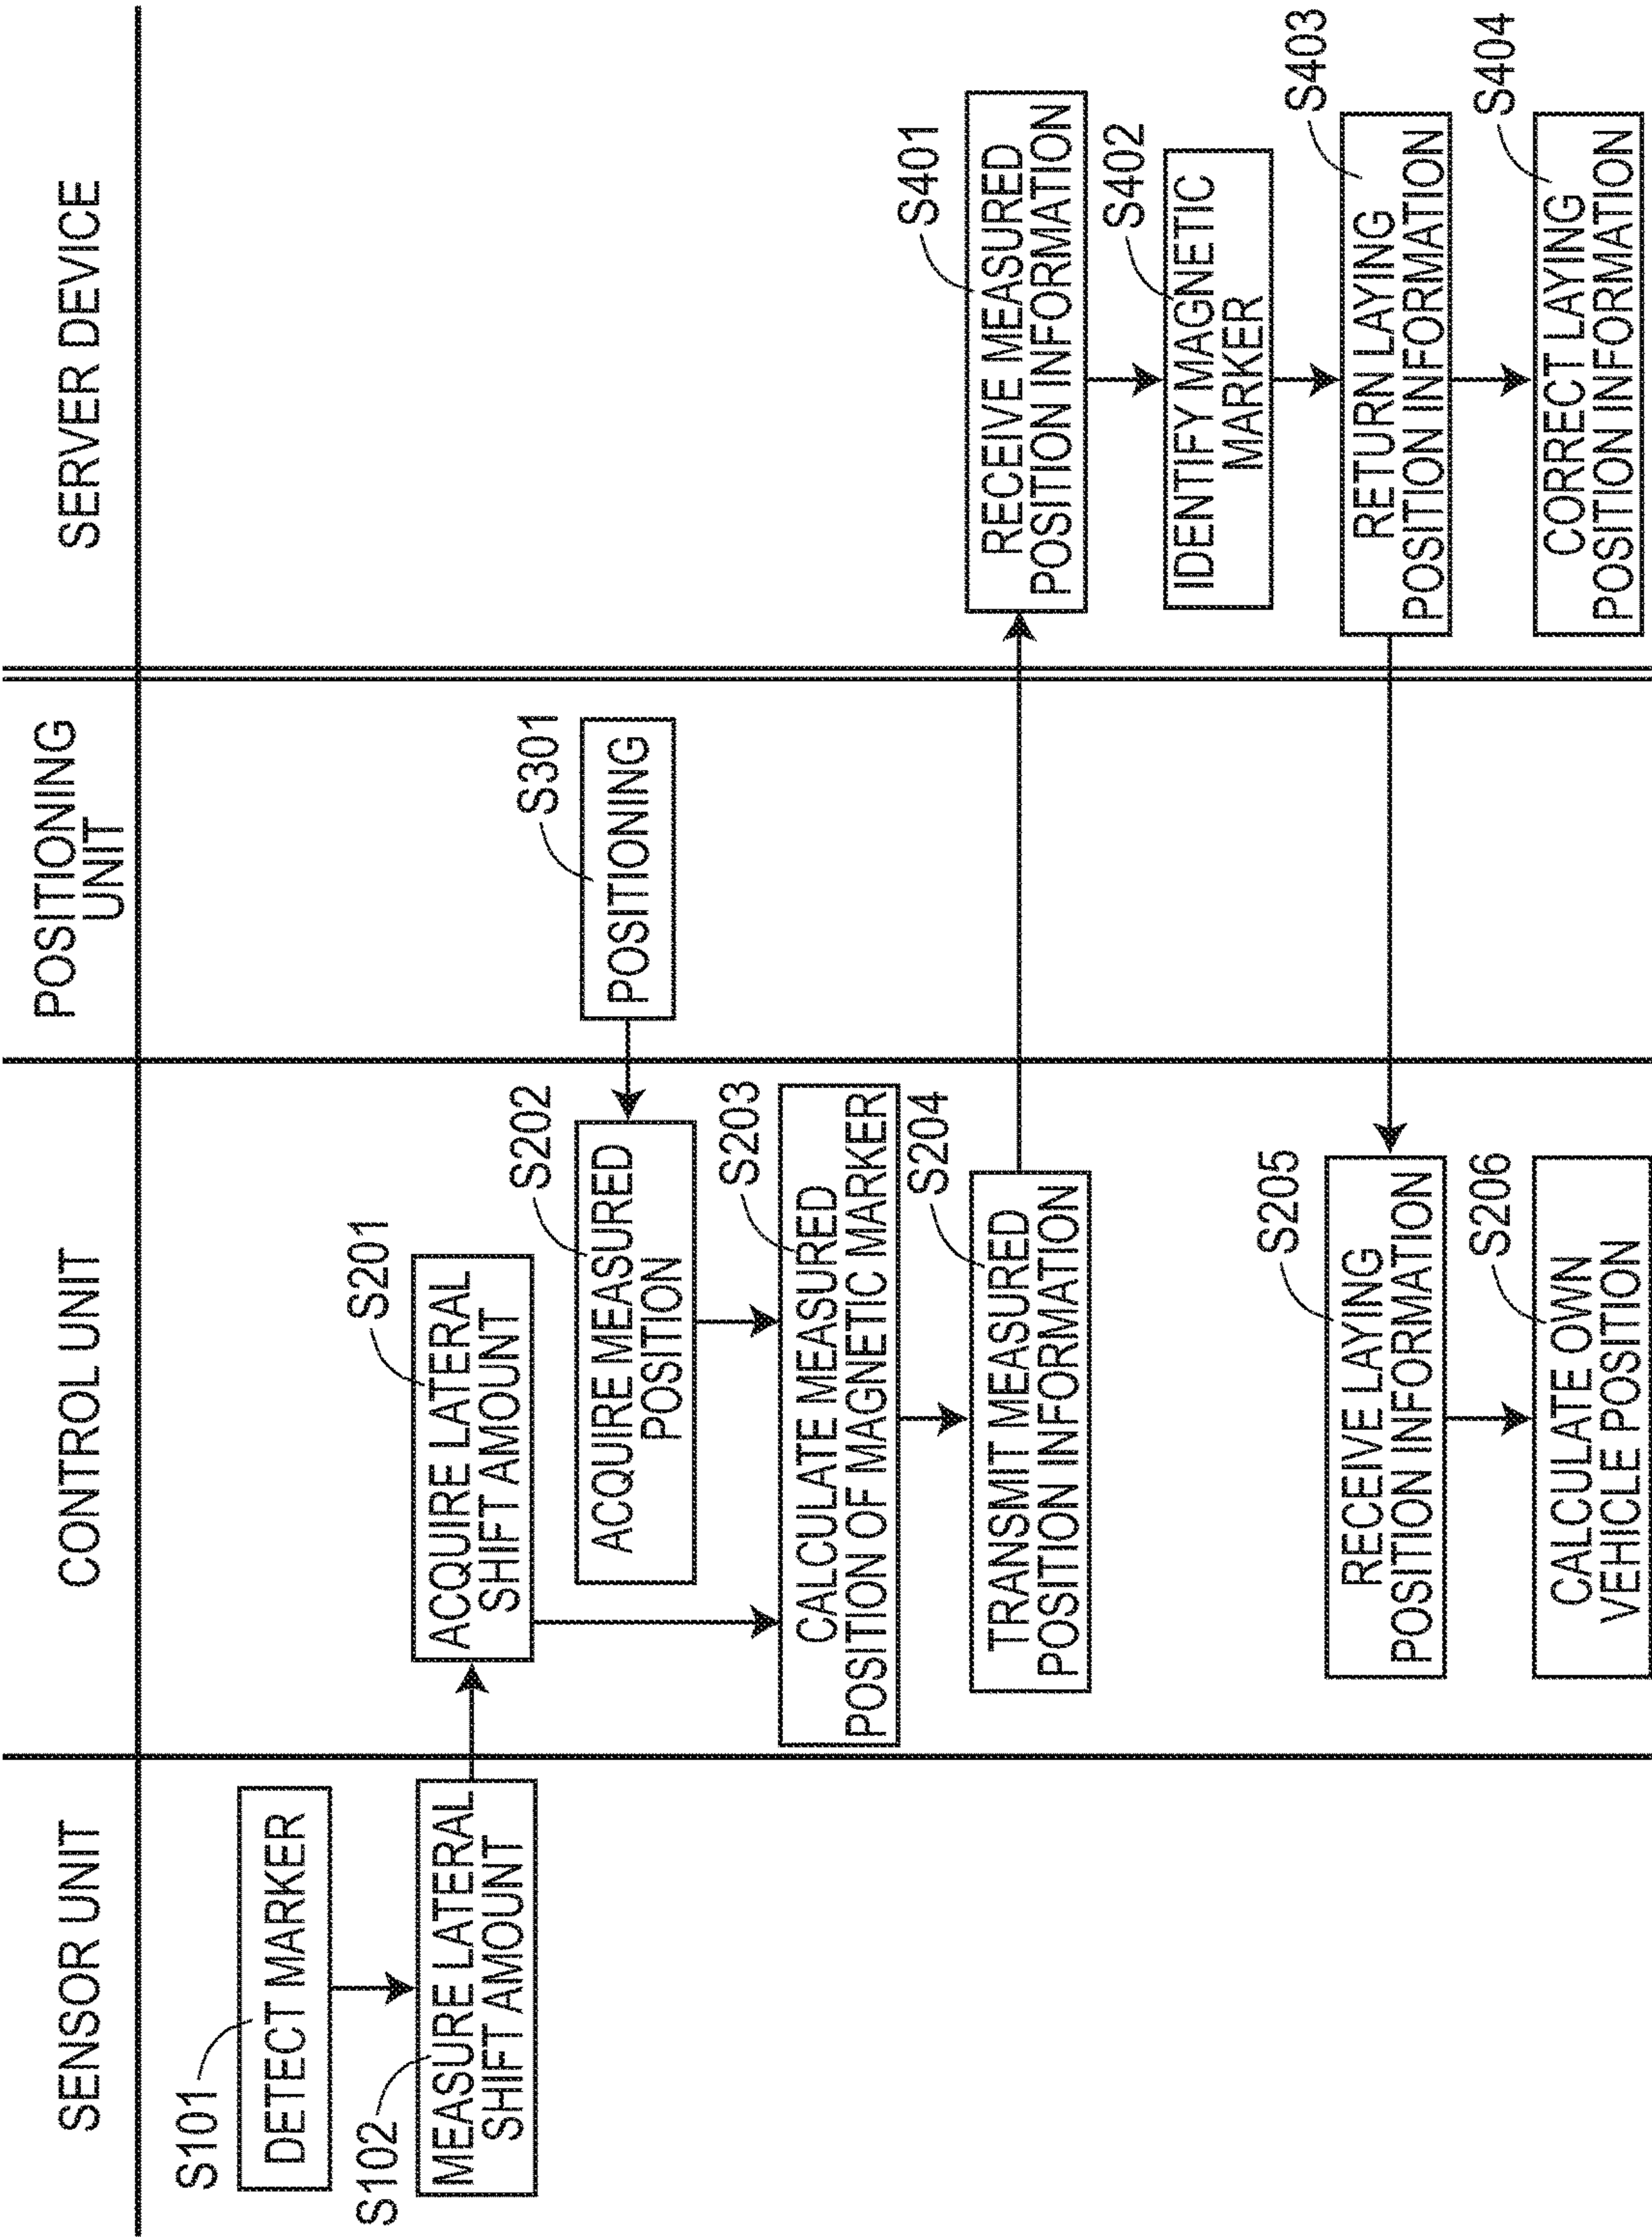 SENSOR UNIT
CONTROL UNIT
POSITIONING
UNIT
SERVER DEVICE
S101
DETECT MARKER
S102
MEASURE LATERAL
SHIFT AMOUNT
S201
ACQUIRE LATERAL
SHIFT AMOUNT
S301
POSITIONING
S202
ACQUIRE MEASURED
POSITION
S203
CALCULATE MEASURED
POSITION OF MAGNETIC MARKER
S204
TRANSMIT MEASURED
POSITION INFORMATION
S401
RECEIVE MEASURED
POSITION INFORMATION
S402
IDENTIFY MAGNETIC
MARKER
S403
RETURN LAYING
POSITION INFORMATION
S205
RECEIVE LAYING
POSITION INFORMATION
S404
CORRECT LAYING
POSITION INFORMATION
S206
CALCULATE OWN
VEHICLE POSITION